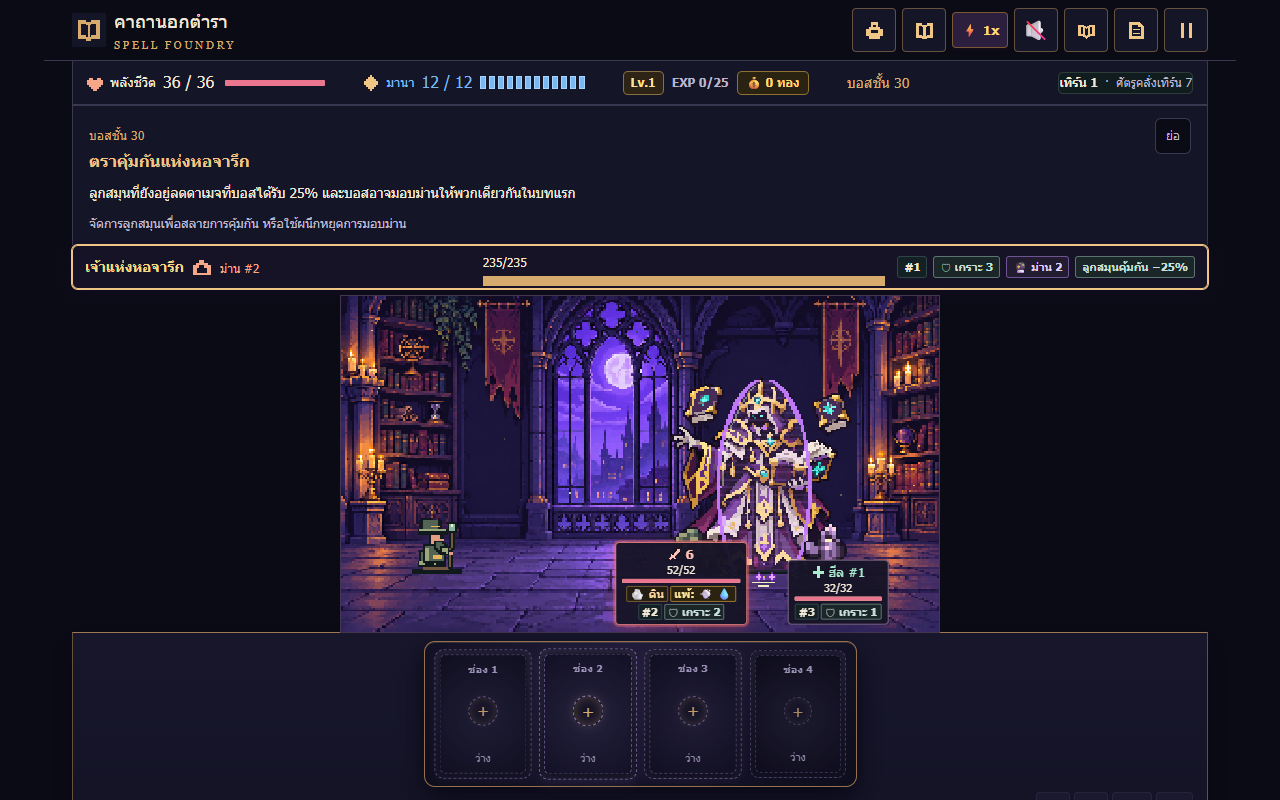 คาถานอกตำรา
SPELL FOUNDRY
1x
พลังชีวิต 36 / 36
มานา 12 / 12
Lv.1 EXP 0/25 0 ทอง
บอสชั้น 30
เทิร์น 1 · ศัตรูคลั่งเทิร์น 7
บอสชั้น 30
ย่อ
ตราคุ้มกันแห่งหอจารึก
ลูกสมุนที่ยังอยู่ลดดาเมจที่บอสได้รับ 25% และบอสอาจมอบม่านให้พวกเดียวกันในบทแรก
จัดการลูกสมุนเพื่อสลายการคุ้มกัน หรือใช้ผนึกหยุดการมอบม่าน
เจ้าแห่งหอจารึก ม่าน #2
235/235
#1 เกราะ 3 ม่าน 2 ลูกสมุนคุ้มกัน −25%
6
52/52
ดิน แพ้:
#2 เกราะ 2
ฮีล #1
32/32
#3 เกราะ 1
ช่อง 1 ช่อง 2 ช่อง 3 ช่อง 4
+ + + +
ว่าง ว่าง ว่าง ว่าง